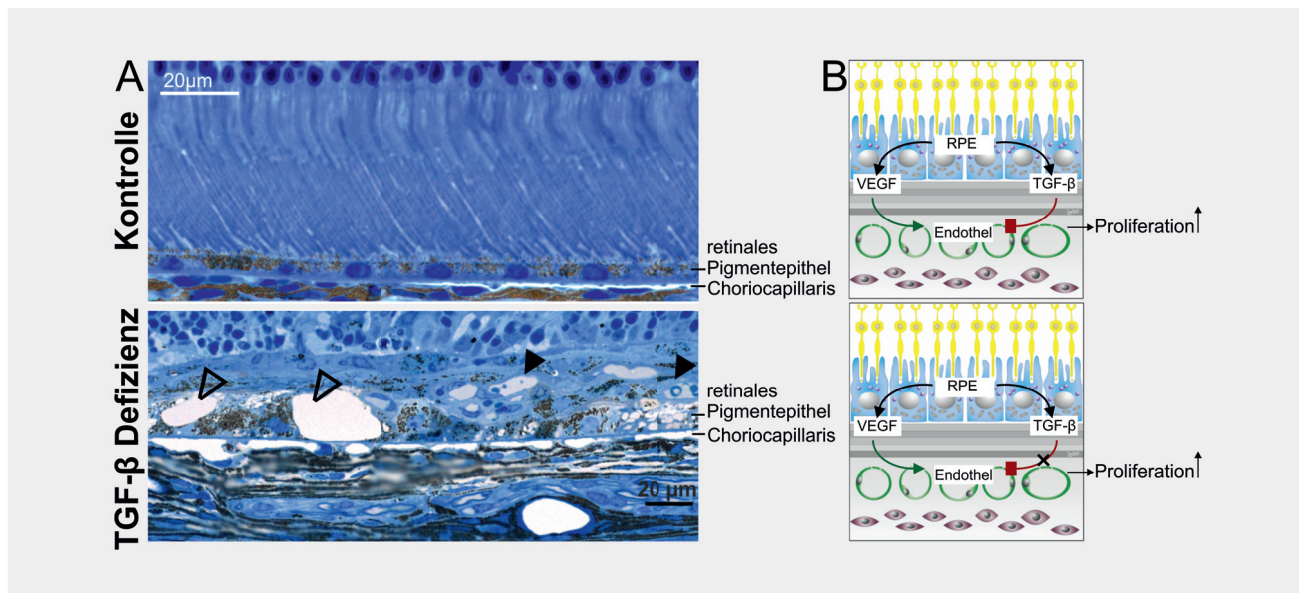 A
20µm
Kontrolle
retinales
Pigmentepithel
Choriocapillaris
TGF-β Defizienz
retinales
Pigmentepithel
Choriocapillaris
20 µm
B
RPE
VEGF
TGF-β
Endothel
Proliferation
RPE
VEGF
TGF-β
Endothel
Proliferation